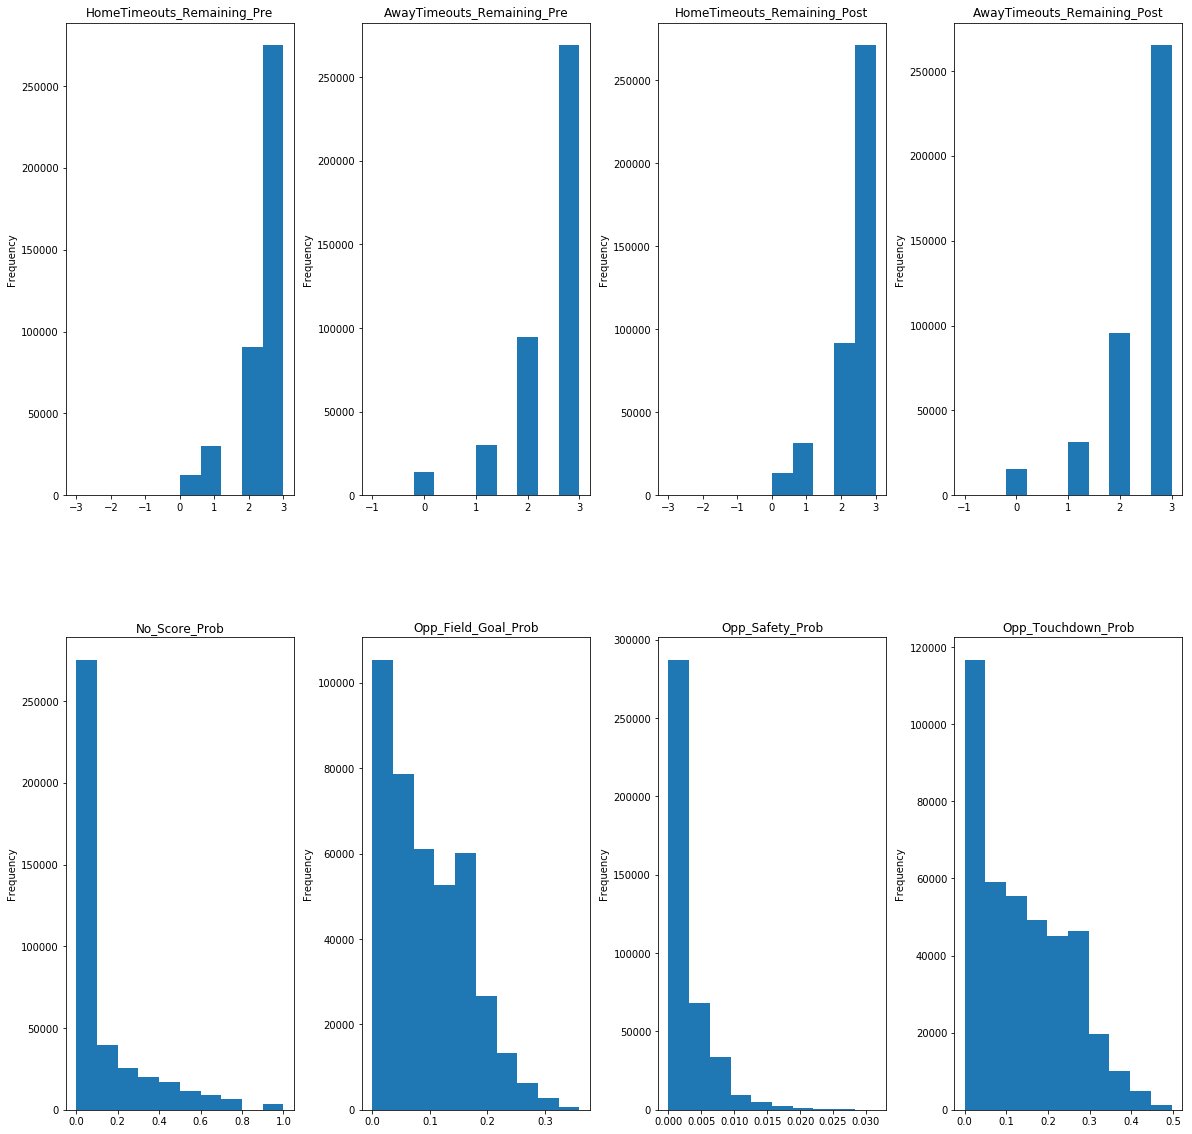 HomeTimeouts_Remaining_Pre
Frequency
250000
200000
150000
100000
50000
0
−3 −2 −1 0 1 2 3
AwayTimeouts_Remaining_Pre
Frequency
250000
200000
150000
100000
50000
0
−1 0 1 2 3
HomeTimeouts_Remaining_Post
Frequency
250000
200000
150000
100000
50000
0
−3 −2 −1 0 1 2 3
AwayTimeouts_Remaining_Post
Frequency
250000
200000
150000
100000
50000
0
−1 0 1 2 3
No_Score_Prob
Frequency
250000
200000
150000
100000
50000
0
0.0 0.2 0.4 0.6 0.8 1.0
Opp_Field_Goal_Prob
Frequency
100000
80000
60000
40000
20000
0
0.0 0.1 0.2 0.3
Opp_Safety_Prob
Frequency
300000
250000
200000
150000
100000
50000
0
0.000 0.005 0.010 0.015 0.020 0.025 0.030
Opp_Touchdown_Prob
Frequency
120000
100000
80000
60000
40000
20000
0
0.0 0.1 0.2 0.3 0.4 0.5